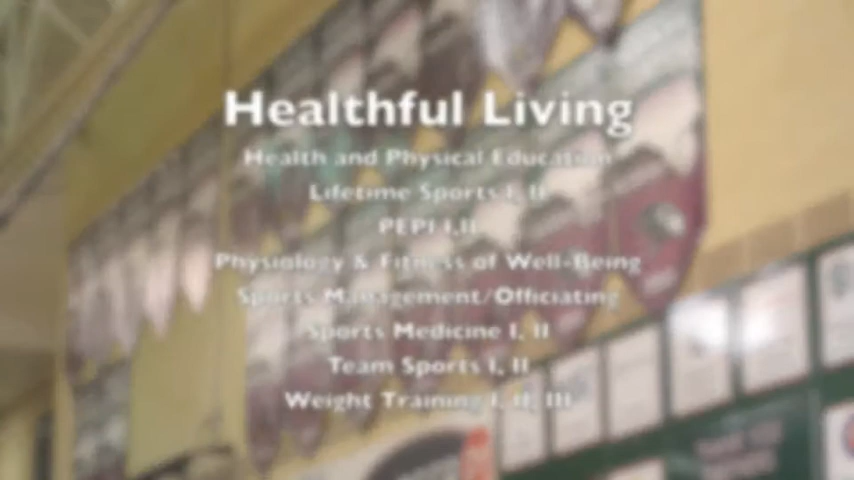 Healthful Living
Health and Physical Education
Lifetime Sports I, II
PEPI I,II
Physiology & Fitness of Well-Being
Sports Management/Officiating
Sports Medicine I, II
Team Sports I, II
Weight Training I, II, III